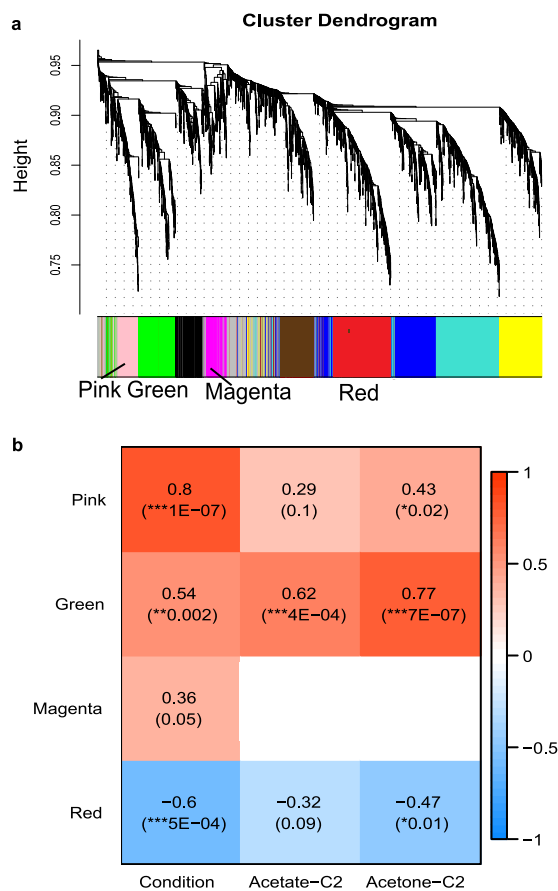 a
Cluster Dendrogram
Height
0.95
0.90
0.85
0.80
0.75
Pink Green Magenta Red
b
Pink
0.8 0.29 0.43
(***1E−07) (0.1) (*0.02)
Green
0.54 0.62 0.77
(**0.002) (***4E−04) (***7E−07)
Magenta
0.36
(0.05)
Red
−0.6 −0.32 −0.47
(***5E−04) (0.09) (*0.01)
Condition Acetate−C2 Acetone−C2
1
0.5
0
−0.5
−1